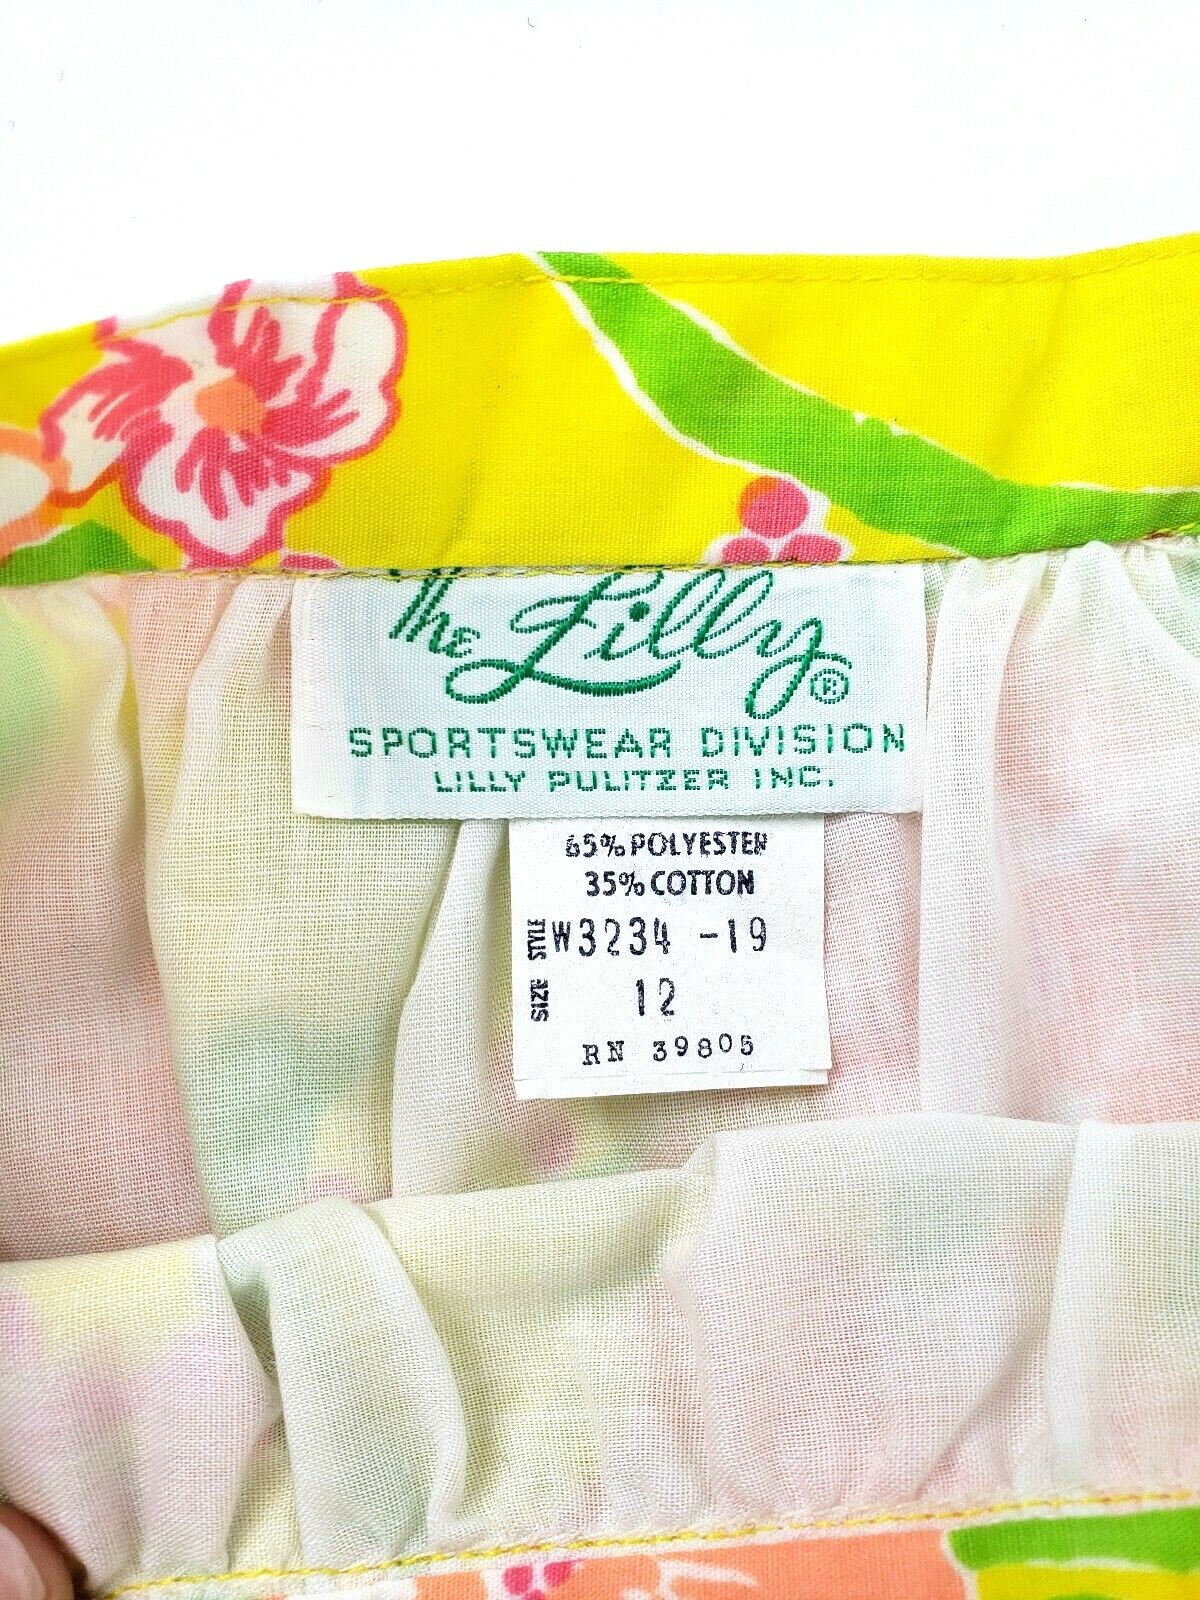 The Lilly ®
SPORTSWEAR DIVISION
LILLY PULITZER INC.
65% POLYESTER
35% COTTON
STYLE W3234 -19
SIZE 12
RN 39805